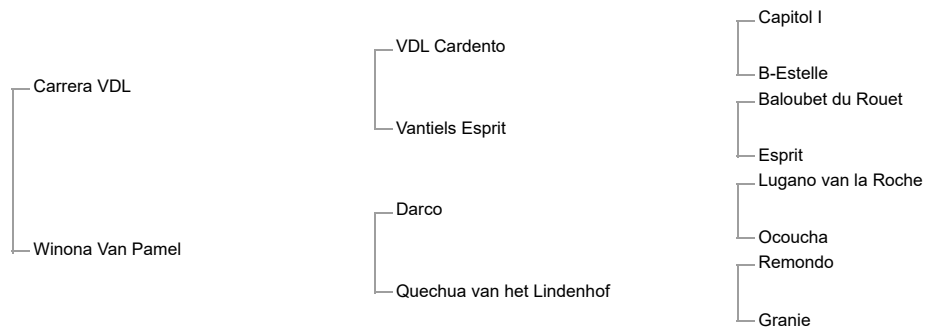 Capitol I
VDL Cardento
B-Estelle
Carrera VDL
Baloubet du Rouet
Vantiels Esprit
Esprit
Lugano van la Roche
Darco
Ocoucha
Winona Van Pamel
Remondo
Quechua van het Lindenhof
Granie